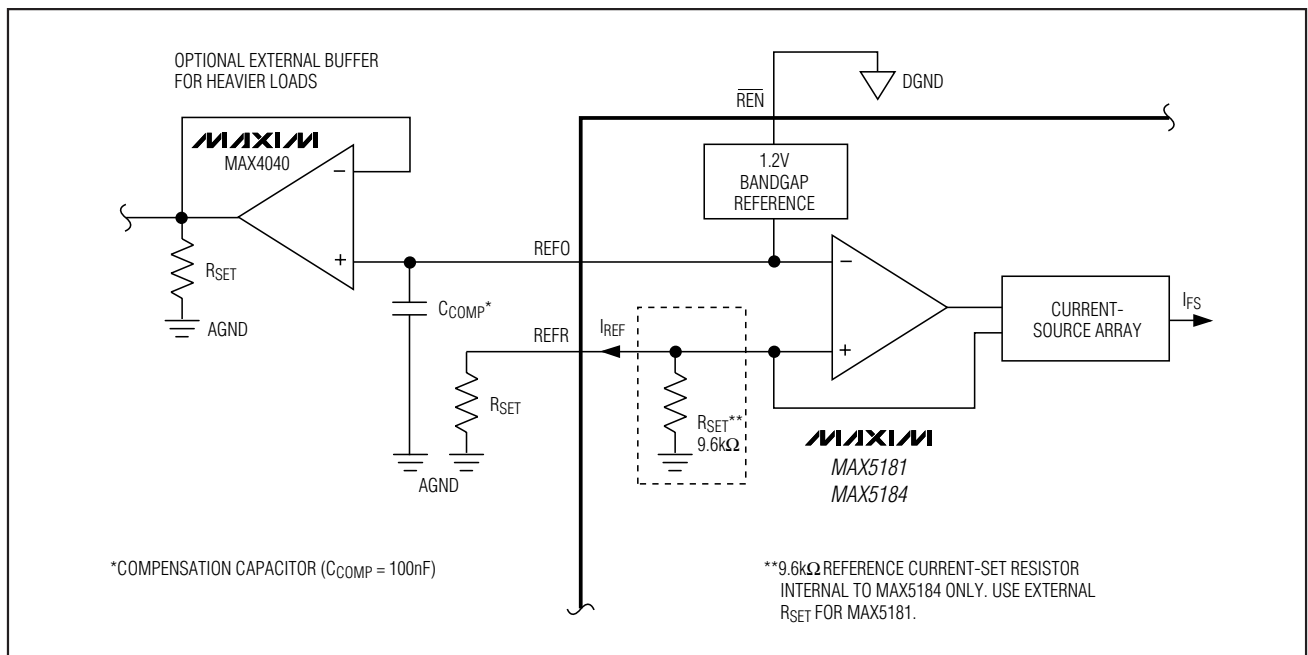 OPTIONAL EXTERNAL BUFFER
FOR HEAVIER LOADS
MAXIM
MAX4040
−
+
RSET
AGND
CCOMP*
AGND
REN
DGND
1.2V
BANDGAP
REFERENCE
REFO
REFR
IREF
RSET
RSET**
9.6kΩ
−
+
CURRENT-
SOURCE ARRAY
IFS
MAXIM
MAX5181
MAX5184
*COMPENSATION CAPACITOR (CCOMP = 100nF)
**9.6kΩ REFERENCE CURRENT-SET RESISTOR
INTERNAL TO MAX5184 ONLY. USE EXTERNAL
RSET FOR MAX5181.